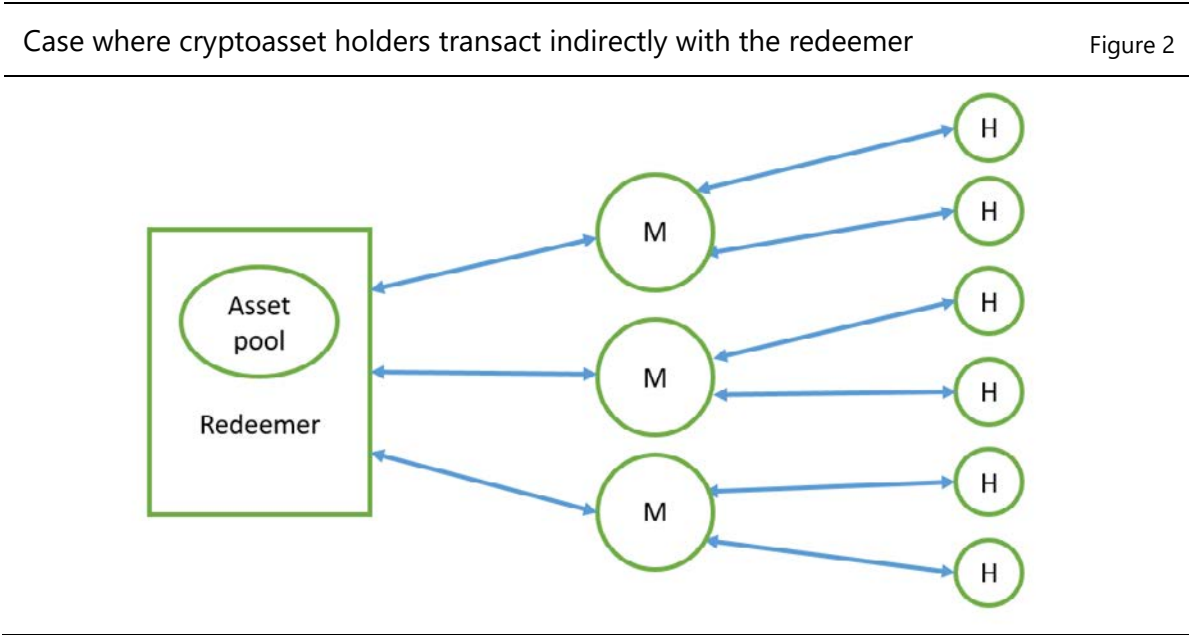 Case where cryptoasset holders transact indirectly with the redeemer
Figure 2
H
M
H
Asset
pool
H
M
H
Redeemer
H
M
H